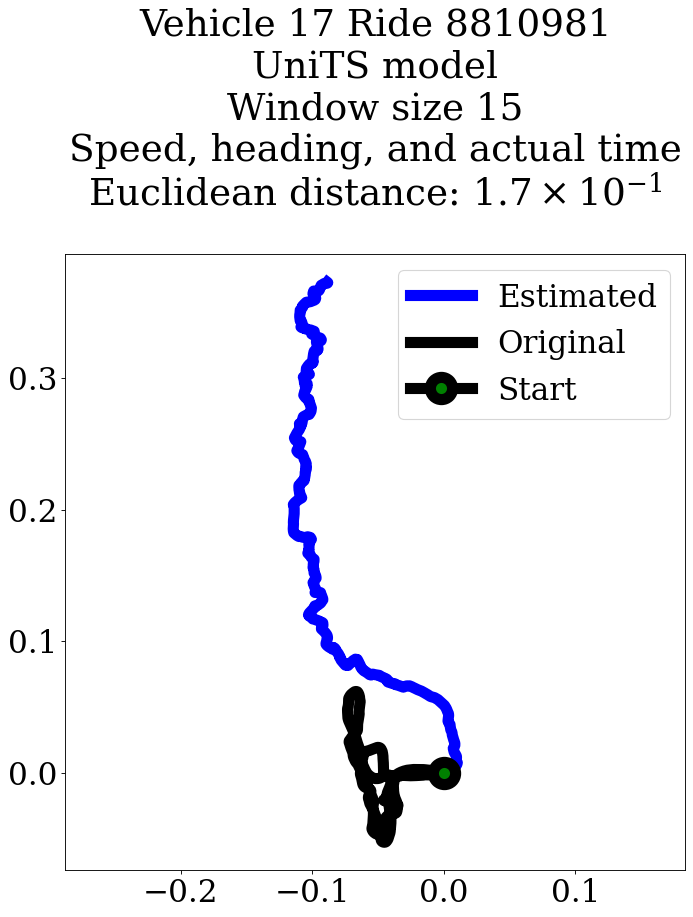 Vehicle 17 Ride 8810981
UniTS model
Window size 15
Speed, heading, and actual time
Euclidean distance: 1.7 × 10⁻¹
Estimated
Original
Start
0.3
0.2
0.1
0.0
−0.2 −0.1 0.0 0.1